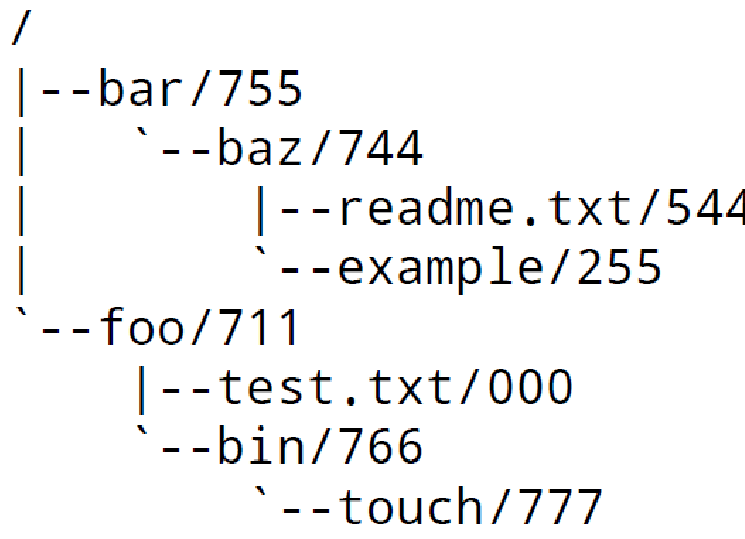 /
|--bar/755
|   `--baz/744
|       |--readme.txt/544
|       `--example/255
`--foo/711
    |--test.txt/000
    `--bin/766
        `--touch/777